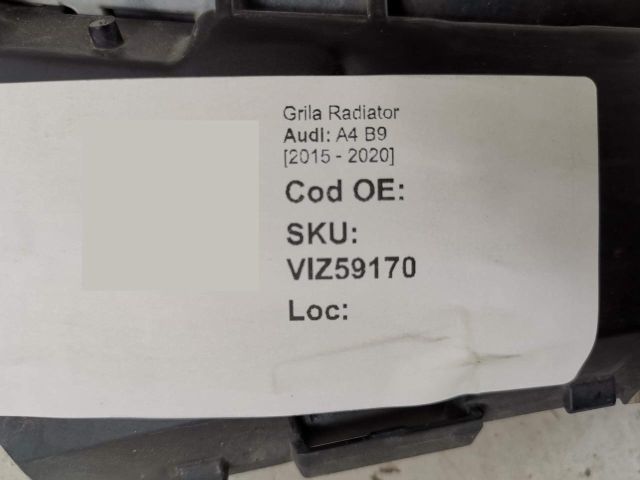 Grila Radiator
Audi: A4 B9
[2015 - 2020]
Cod OE:
SKU:
VIZ59170
Loc: